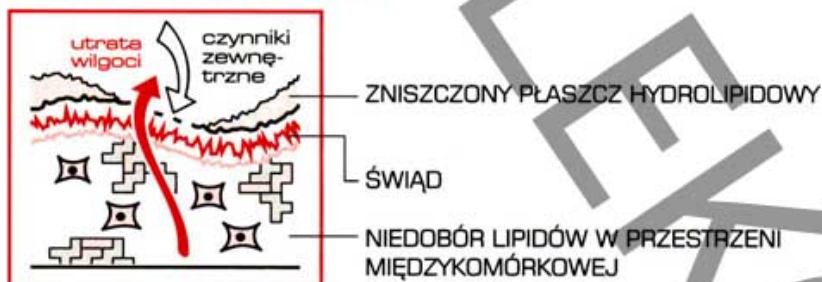 utrata
wilgoci
czynniki
zewnę-
trzne
ZNISZCZONY PŁASZCZ HYDROLIPIDOWY
ŚWIĄD
NIEDOBÓR LIPIDÓW W PRZESTRZENI
MIĘDZYKOMÓRKOWEJ